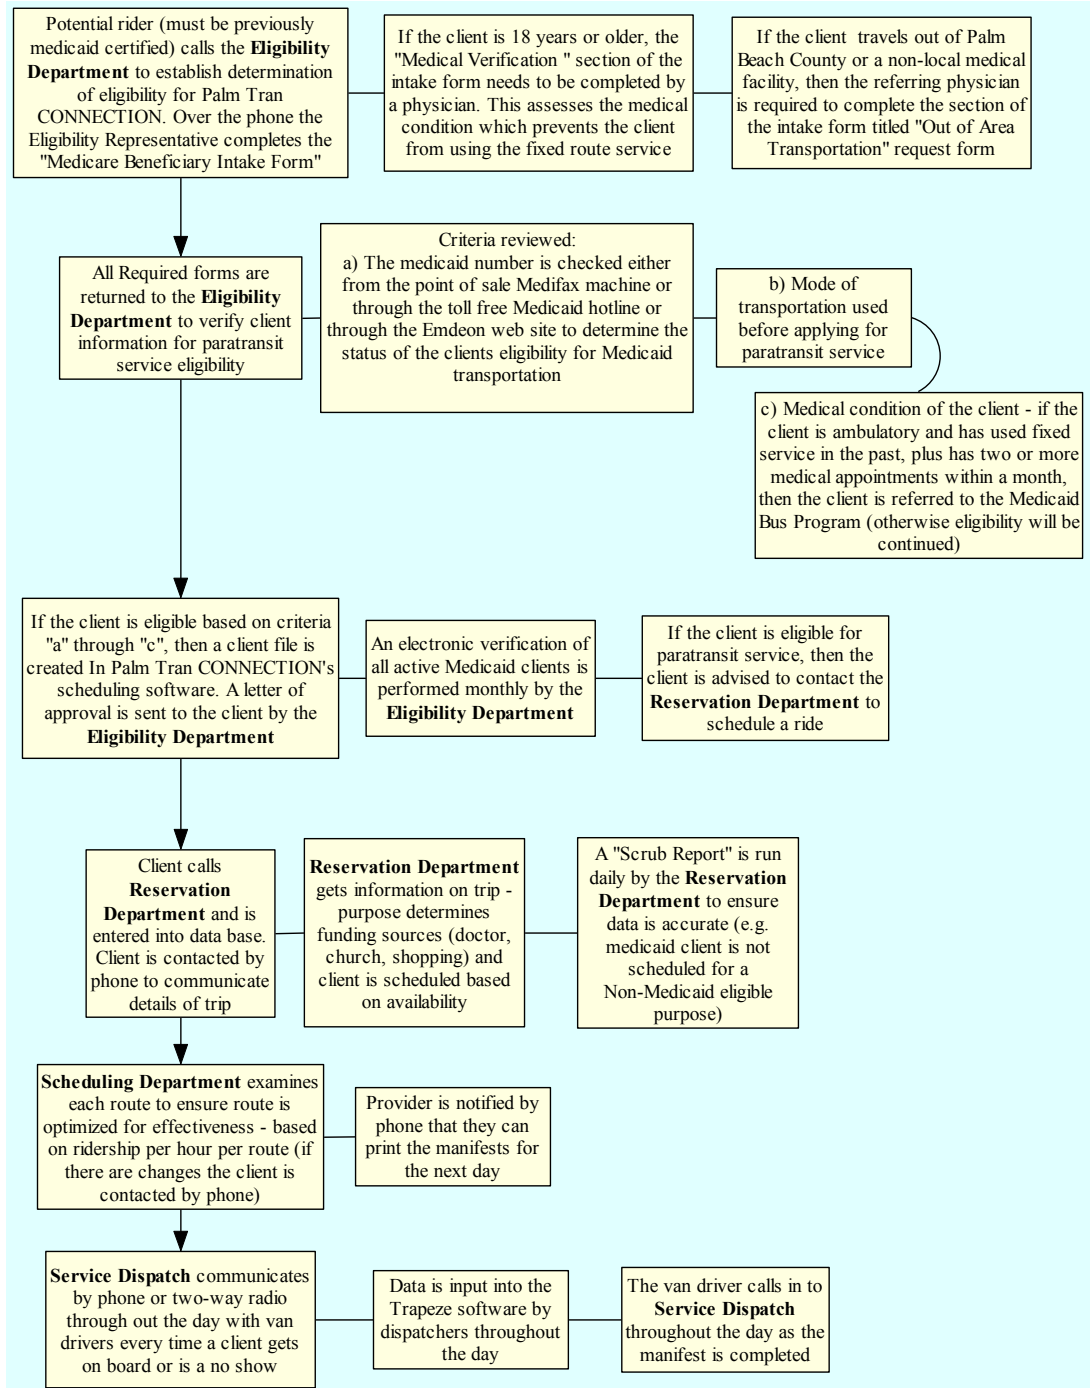 Potential rider (must be previously
medicaid certified) calls the Eligibility
Department to establish determination
of eligibility for Palm Tran
CONNECTION. Over the phone the
Eligibility Representative completes the
"Medicare Beneficiary Intake Form"
If the client is 18 years or older, the
"Medical Verification " section of the
intake form needs to be completed by
a physician. This assesses the medical
condition which prevents the client
from using the fixed route service
If the client  travels out of Palm
Beach County or a non-local medical
facility, then the referring physician
is required to complete the section of
the intake form titled "Out of Area
Transportation" request form
All Required forms are
returned to the Eligibility
Department to verify client
information for paratransit
service eligibility
Criteria reviewed:
a) The medicaid number is checked either
from the point of sale Medifax machine or
through the toll free Medicaid hotline or
through the Emdeon web site to determine the
status of the clients eligibility for Medicaid
transportation
b) Mode of
transportation used
before applying for
paratransit service
c) Medical condition of the client - if the
client is ambulatory and has used fixed
service in the past, plus has two or more
medical appointments within a month,
then the client is referred to the Medicaid
Bus Program (otherwise eligibility will be
continued)
If the client is eligible based on criteria
"a" through "c", then a client file is
created In Palm Tran CONNECTION's
scheduling software. A letter of
approval is sent to the client by the
Eligibility Department
An electronic verification of
all active Medicaid clients is
performed monthly by the
Eligibility Department
If the client is eligible for
paratransit service, then the
client is advised to contact the
Reservation Department to
schedule a ride
Client calls
Reservation
Department and is
entered into data base.
Client is contacted by
phone to communicate
details of trip
Reservation Department
gets information on trip -
purpose determines
funding sources (doctor,
church, shopping) and
client is scheduled based
on availability
A "Scrub Report" is run
daily by the Reservation
Department to ensure
data is accurate (e.g.
medicaid client is not
scheduled for a
Non-Medicaid eligible
purpose)
Scheduling Department examines
each route to ensure route is
optimized for effectiveness - based
on ridership per hour per route (if
there are changes the client is
contacted by phone)
Provider is notified by
phone that they can
print the manifests for
the next day
Service Dispatch communicates
by phone or two-way radio
through out the day with van
drivers every time a client gets
on board or is a no show
Data is input into the
Trapeze software by
dispatchers throughout
the day
The van driver calls in to
Service Dispatch
throughout the day as the
manifest is completed